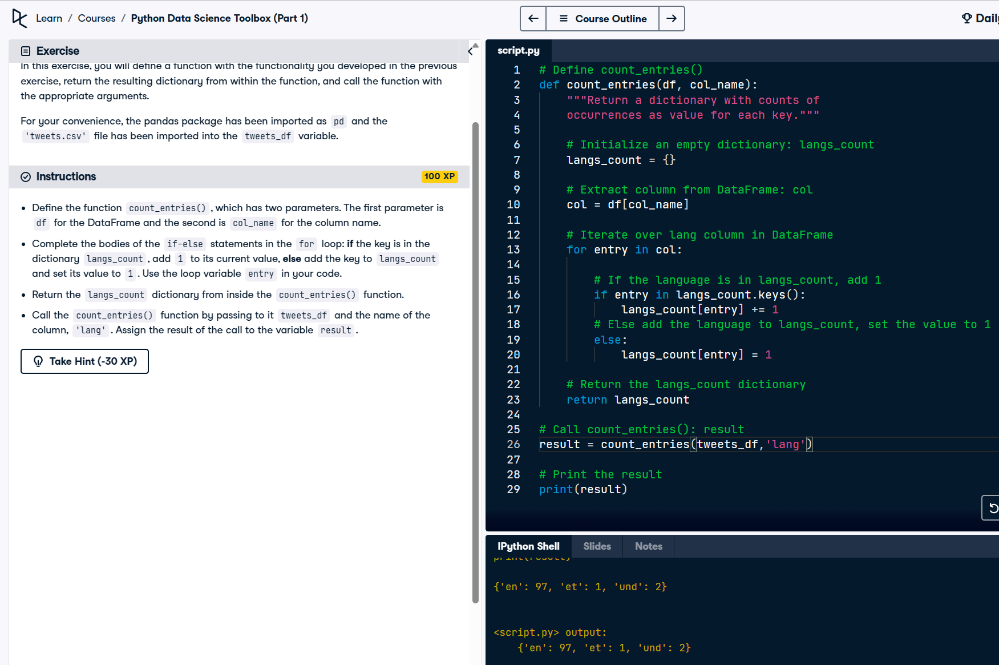 Learn / Courses / Python Data Science Toolbox (Part 1)
Course Outline
Daily
Exercise
In this exercise, you will define a function with the functionality you developed in the previous
exercise, return the resulting dictionary from within the function, and call the function with
the appropriate arguments.
For your convenience, the pandas package has been imported as pd and the
'tweets.csv' file has been imported into the tweets_df variable.
Instructions
100 XP
• Define the function count_entries(), which has two parameters. The first parameter is
df for the DataFrame and the second is col_name for the column name.
• Complete the bodies of the if-else statements in the for loop: if the key is in the
dictionary langs_count, add 1 to its current value, else add the key to langs_count
and set its value to 1. Use the loop variable entry in your code.
• Return the langs_count dictionary from inside the count_entries() function.
• Call the count_entries() function by passing to it tweets_df and the name of the
column, 'lang'. Assign the result of the call to the variable result.
Take Hint (-30 XP)
script.py
1 # Define count_entries()
2 def count_entries(df, col_name):
3 """Return a dictionary with counts of
4 occurrences as value for each key."""
5
6 # Initialize an empty dictionary: langs_count
7 langs_count = {}
8
9 # Extract column from DataFrame: col
10 col = df[col_name]
11
12 # Iterate over lang column in DataFrame
13 for entry in col:
14
15 # If the language is in langs_count, add 1
16 if entry in langs_count.keys():
17 langs_count[entry] += 1
18 # Else add the language to langs_count, set the value to 1
19 else:
20 langs_count[entry] = 1
21
22 # Return the langs_count dictionary
23 return langs_count
24
25 # Call count_entries(): result
26 result = count_entries(tweets_df,'lang')
27
28 # Print the result
29 print(result)
IPython Shell Slides Notes
print(result)
{'en': 97, 'et': 1, 'und': 2}
<script.py> output:
{'en': 97, 'et': 1, 'und': 2}